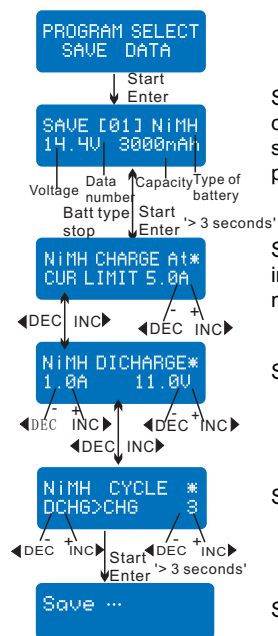 PROGRAM SELECT
SAVE DATA
Start
Enter
SAVE [01] NiMH
14.4V 3000mAh
Voltage Data number Capacity Type of battery
Batt type stop
Start
Enter '> 3 seconds'
NiMH CHARGE At*
CUR LIMIT 5.0A
- +
◀DEC INC▶
◀DEC INC▶
NiMH DICHARGE*
1.0A 11.0V
- + - +
◀DEC INC▶ ◀DEC INC▶
◀DEC INC▶
NiMH CYCLE *
DCHG>CHG 3
- + - +
◀DEC INC▶ ◀DEC INC▶
Start
Enter '> 3 seconds'
Save ...